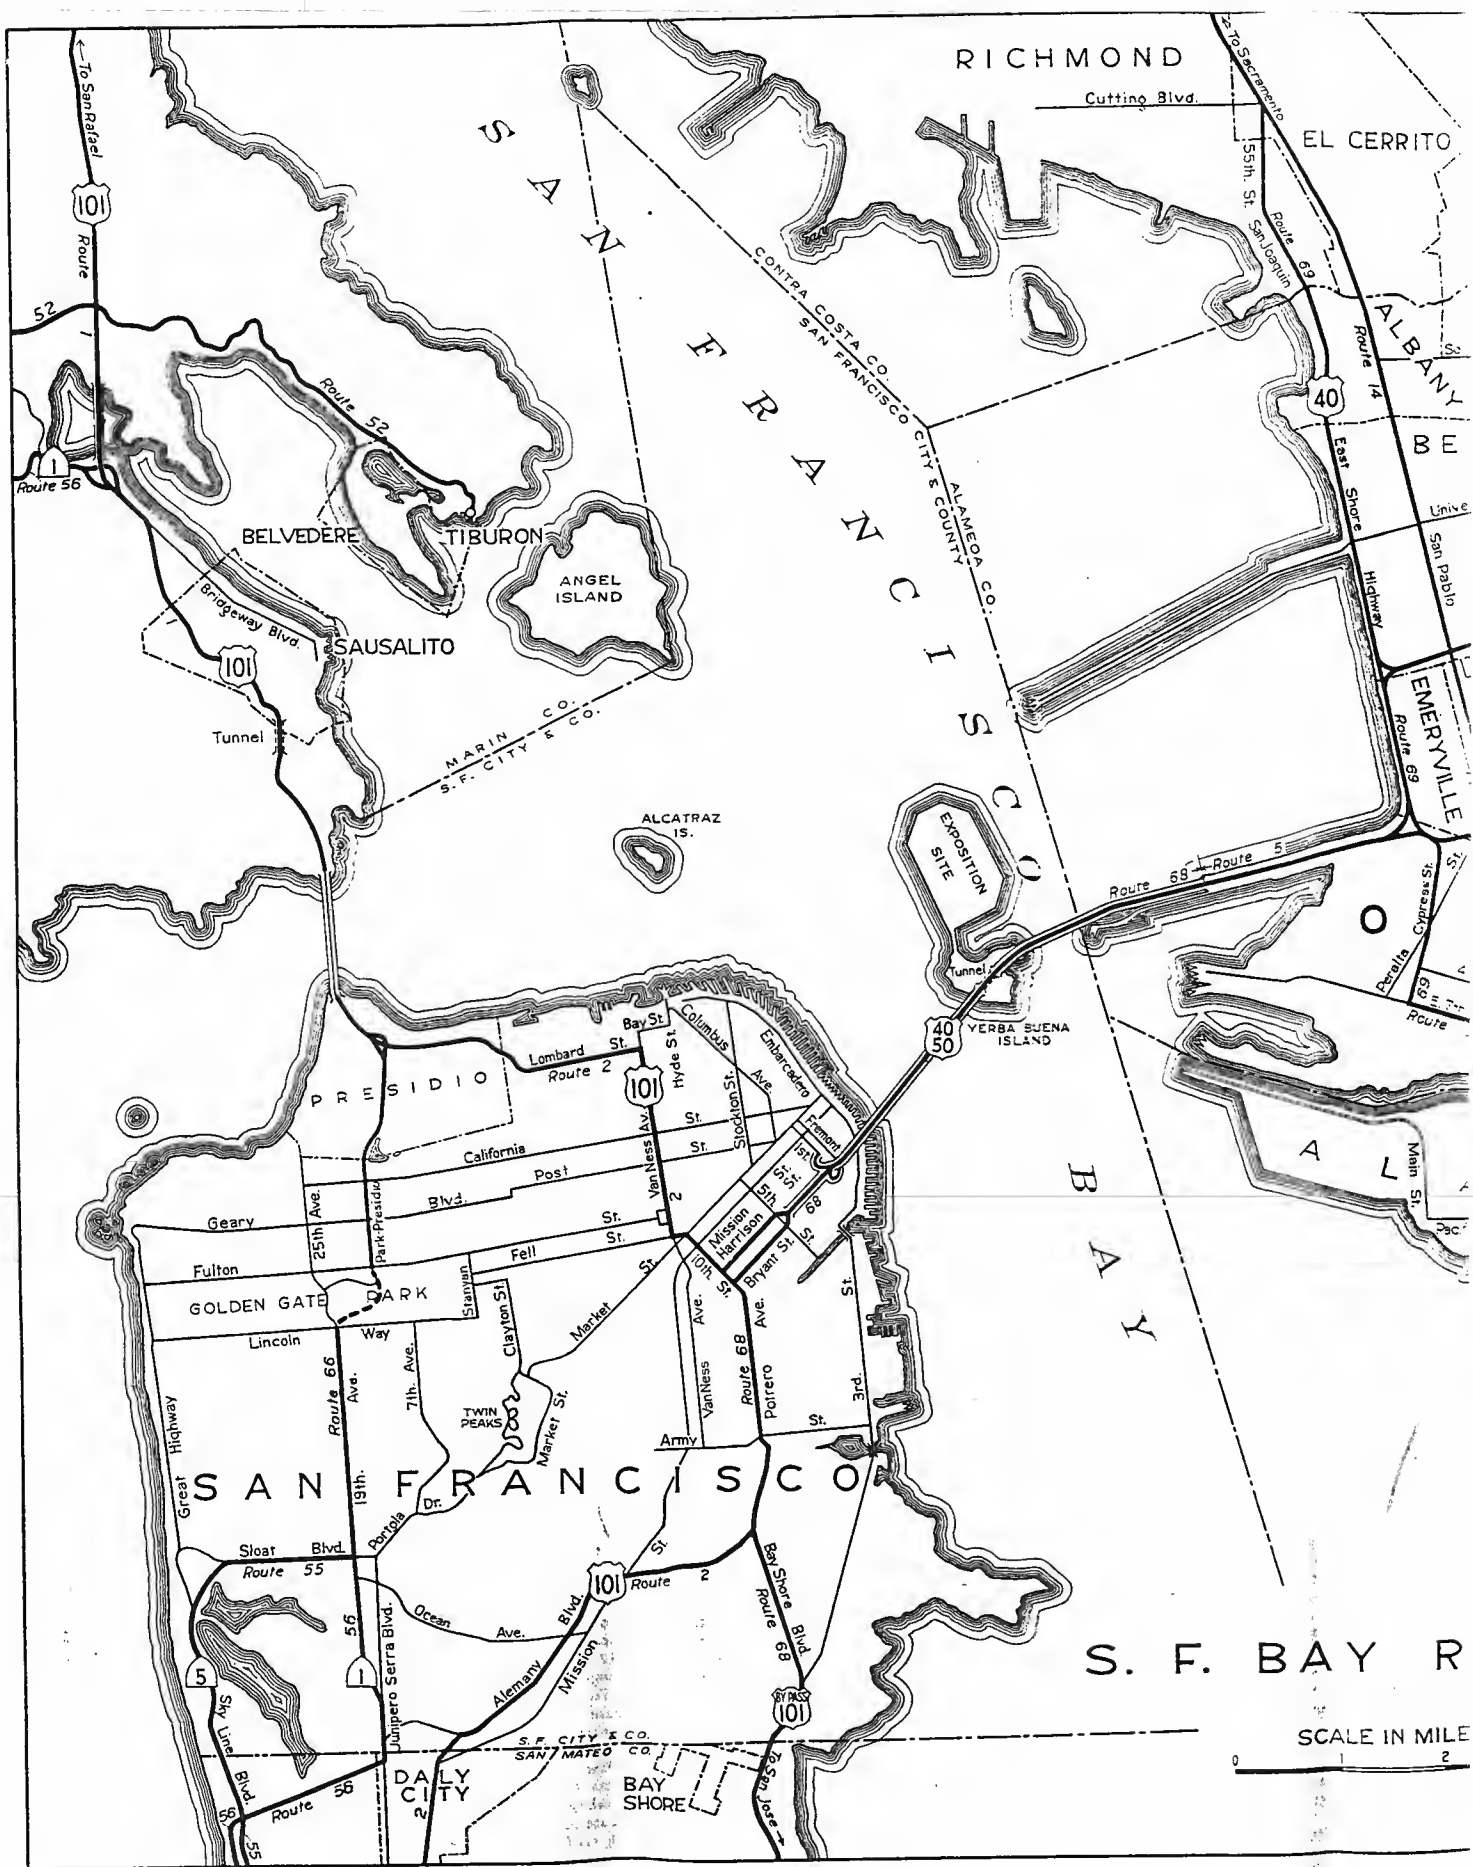 RICHMOND
Cutting Blvd.
To Sacramento
EL CERRITO
55th. St.
San Joaquin
Route 69
← To San Rafael
101
Route 1
52
Route 52
1
Route 56
CONTRA COSTA CO.
SAN FRANCISCO CITY & COUNTY
ALAMEDA CO.
SAN FRANCISCO BAY
ALBANY
Route 14
40
BE
East Shore Highway
Unive
San Pablo
BELVEDERE
TIBURON
ANGEL
ISLAND
Bridgeway Blvd.
SAUSALITO
101
Tunnel
MARIN CO.
S.F. CITY & CO.
EMERYVILLE
Route 69
ALCATRAZ
IS.
EXPOSITION
SITE
Route 68
Route 5
O
Cypress St.
St.
Peralta
69
Route
Tunnel
40
50
YERBA BUENA
ISLAND
Bay St.
Columbus Ave.
Embarcadero
Hyde St.
Stockton St.
Lombard St.
Route 2
101
PRESIDIO
California St.
Post St.
Van Ness Av.
2
Fremont St.
1st. St.
5th. St.
68
Mission
Harrison
Bryant St.
10th. St.
Geary Blvd.
St.
25th. Ave.
Park-Presidio
Fulton
Fell St.
Stanyan
GOLDEN GATE PARK
Lincoln Way
Clayton St.
Market St.
Market St.
A L
Main St.
Pac.
Route 66
19th. Ave.
7th. Ave.
TWIN
PEAKS
Van Ness Ave.
Route 68
Potrero Ave.
3rd. St.
Army St.
Great Highway
SAN FRANCISCO
Portola Dr.
Sloat Blvd.
Route 55
56
Ocean Ave.
Junipero Serra Blvd.
101
Route 2
Bay Shore Blvd.
Route 68
Alemany Blvd.
Mission St.
5
1
Sky Line Blvd.
BY PASS
101
S. F. BAY R
SCALE IN MILE
0 1 2
S.F. CITY & CO.
SAN MATEO CO.
DALY
CITY
2
BAY
SHORE
To San Jose →
Route 56
56
55